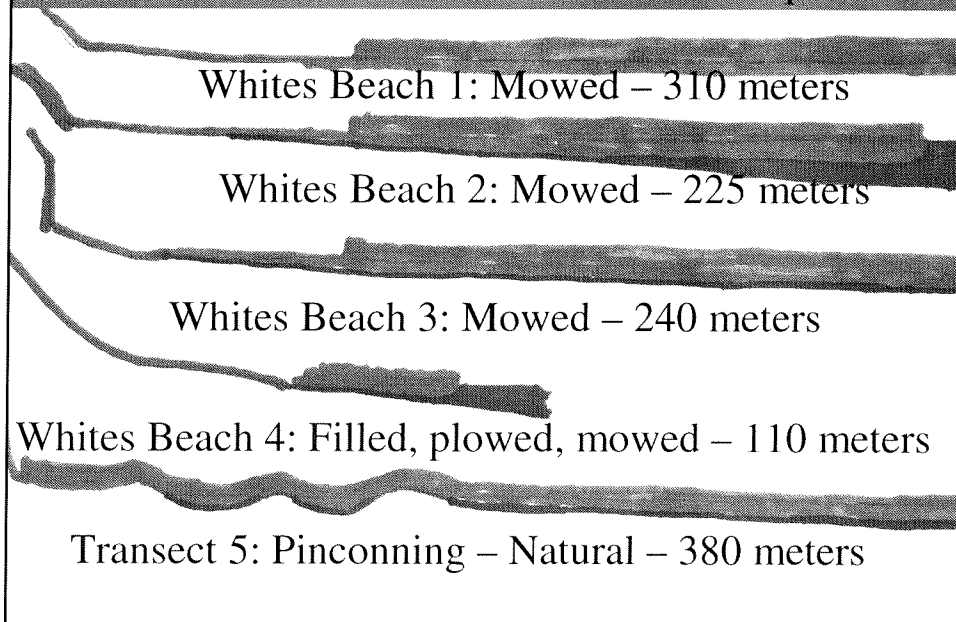 Whites Beach 1: Mowed – 310 meters
Whites Beach 2: Mowed – 225 meters
Whites Beach 3: Mowed – 240 meters
Whites Beach 4: Filled, plowed, mowed – 110 meters
Transect 5: Pinconning – Natural – 380 meters